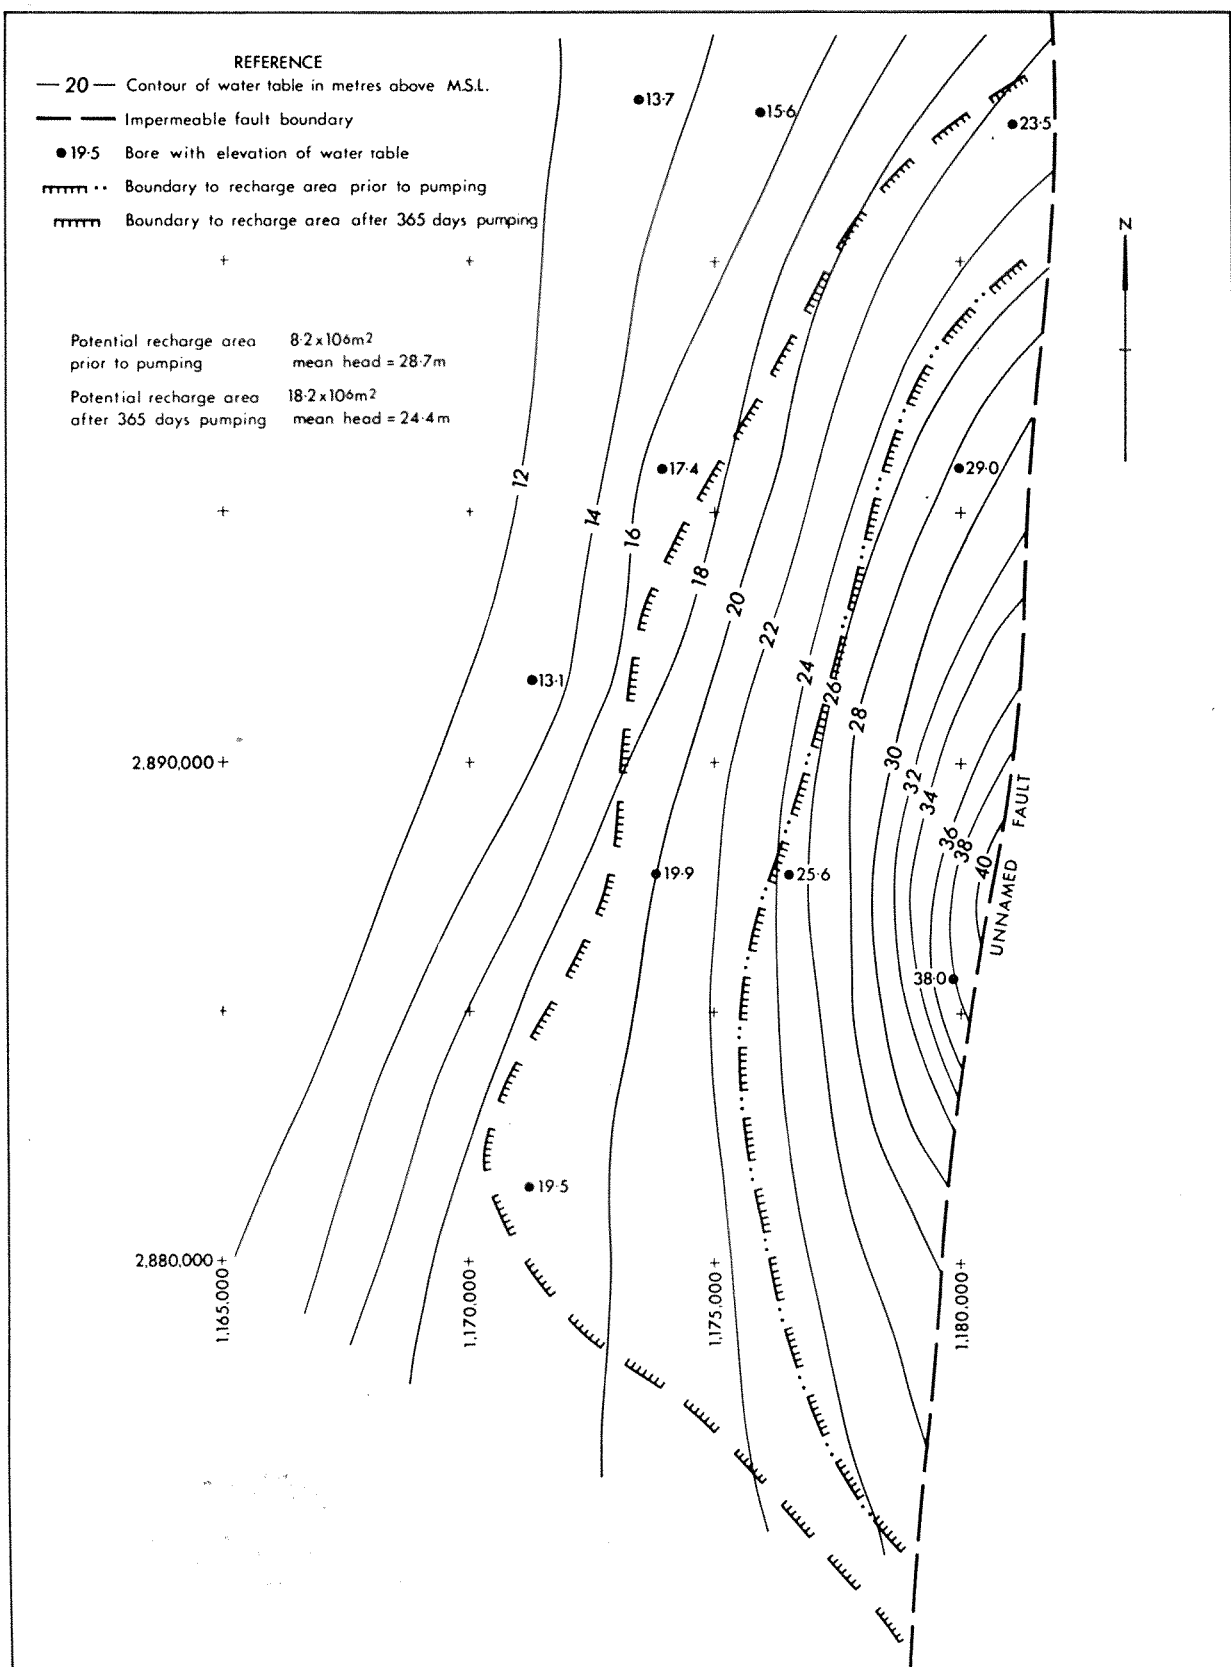 REFERENCE
— 20 — Contour of water table in metres above M.S.L.
Impermeable fault boundary
●19·5 Bore with elevation of water table
Boundary to recharge area prior to pumping
Boundary to recharge area after 365 days pumping
Potential recharge area 8·2 x 10⁶m²
prior to pumping mean head = 28·7m
Potential recharge area 18·2 x 10⁶m²
after 365 days pumping mean head = 24·4m
13·7
15·6
23·5
N
17·4
29·0
12
14
16
18
20
22
24
26
28
30
32
34
36
38
40
13·1
2,890,000
19·9
25·6
38·0
UNNAMED FAULT
19·5
2,880,000
1,165,000
1,170,000
1,175,000
1,180,000